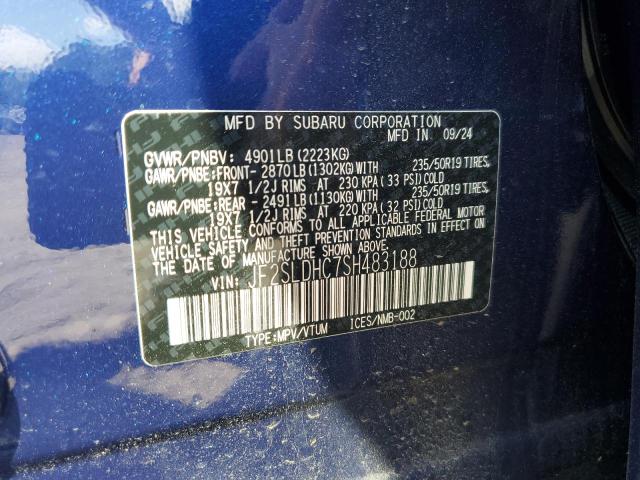 MFD BY SUBARU CORPORATION
MFD IN 09/24
GVWR/PNBV: 4901LB(2223KG)
GAWR/PNBE:FRONT- 2870LB(1302KG)WITH 235/50R19 TIRES,
19X7 1/2J RIMS AT 230 KPA(33 PSI)COLD
GAWR/PNBE:REAR - 2491LB(1130KG)WITH 235/50R19 TIRES,
19X7 1/2J RIMS AT 220 KPA(32 PSI)COLD
THIS VEHICLE CONFORMS TO ALL APPLICABLE FEDERAL MOTOR
VEHICLE SAFETY AND THEFT PREVENTION STANDARDS IN EFFECT ON
THE DATE OF MANUFACTURE SHOWN ABOVE.
VIN: JF2SLDHC7SH483188
TYPE:MPV/VTUM ICES/NMB-002